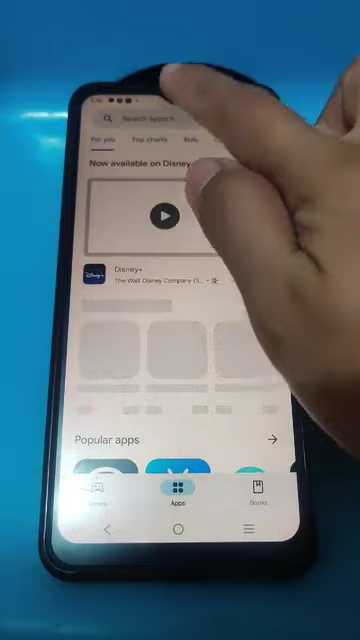 Search search
For you
Top charts
Kids
Now available on Disney
Disney+
The Walt Disney Company (S...
Popular apps
Games
Apps
Books